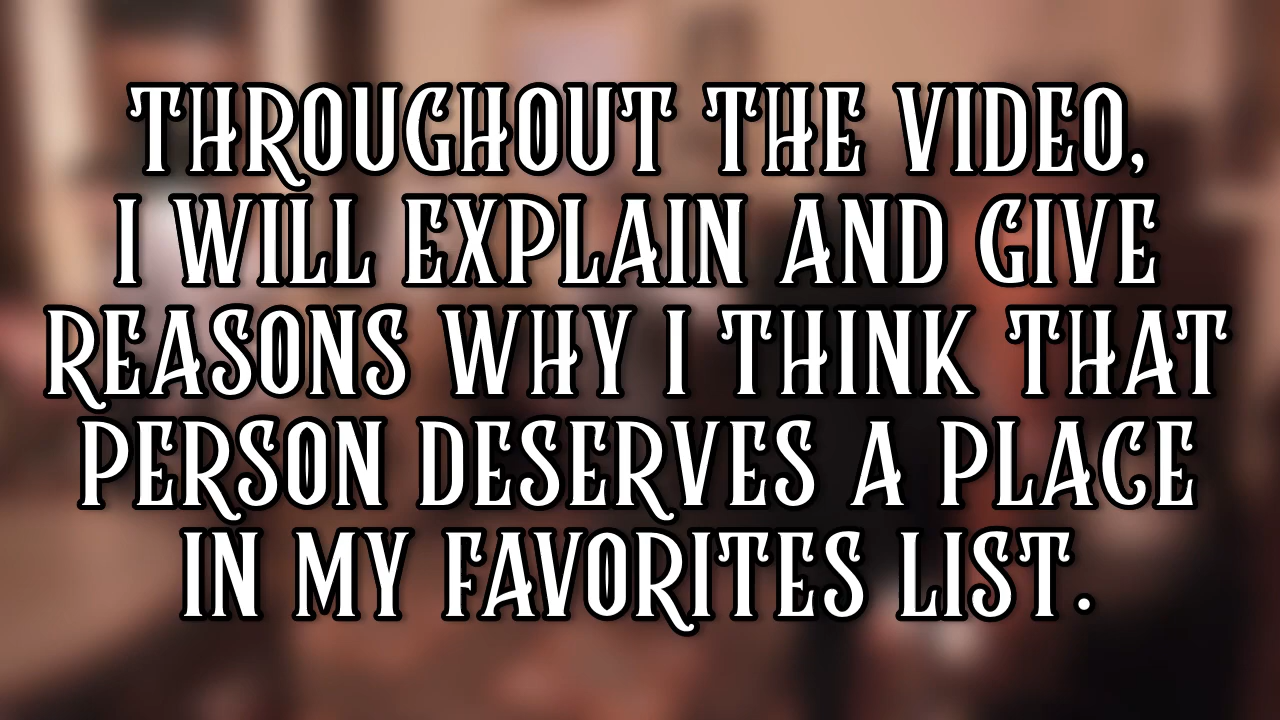 THROUGHOUT THE VIDEO,
I WILL EXPLAIN AND GIVE
REASONS WHY I THINK THAT
PERSON DESERVES A PLACE
IN MY FAVORITES LIST.